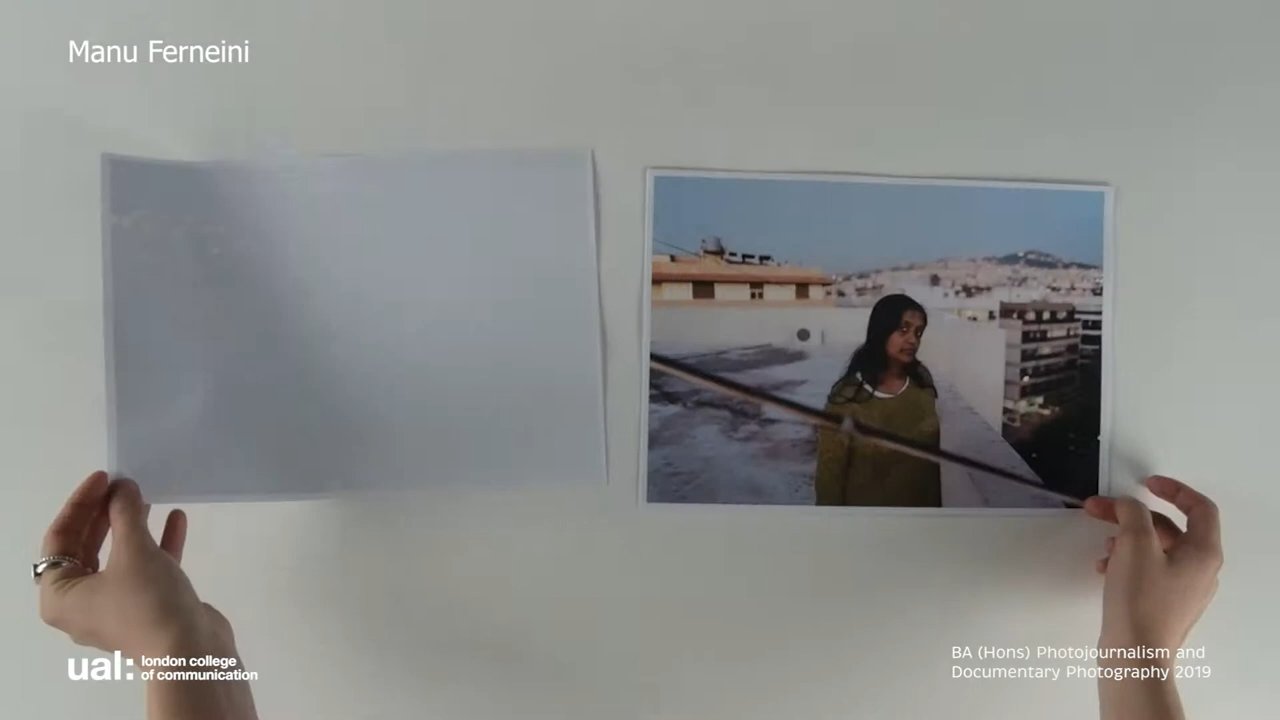 Manu Ferneini
ual: london college
of communication
BA (Hons) Photojournalism and
Documentary Photography 2019